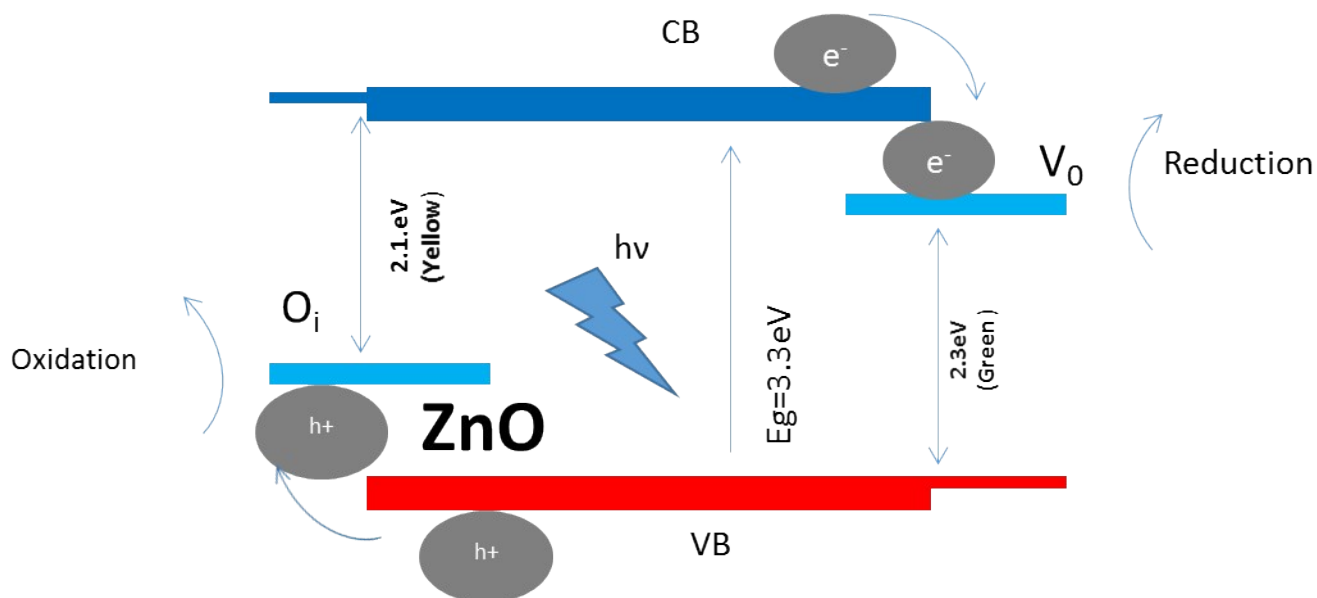 CB
e⁻
e⁻
V₀
Reduction
2.1.eV
(Yellow)
hν
Oᵢ
Oxidation
Eg=3.3eV
2.3eV
(Green)
h+
ZnO
h+
VB